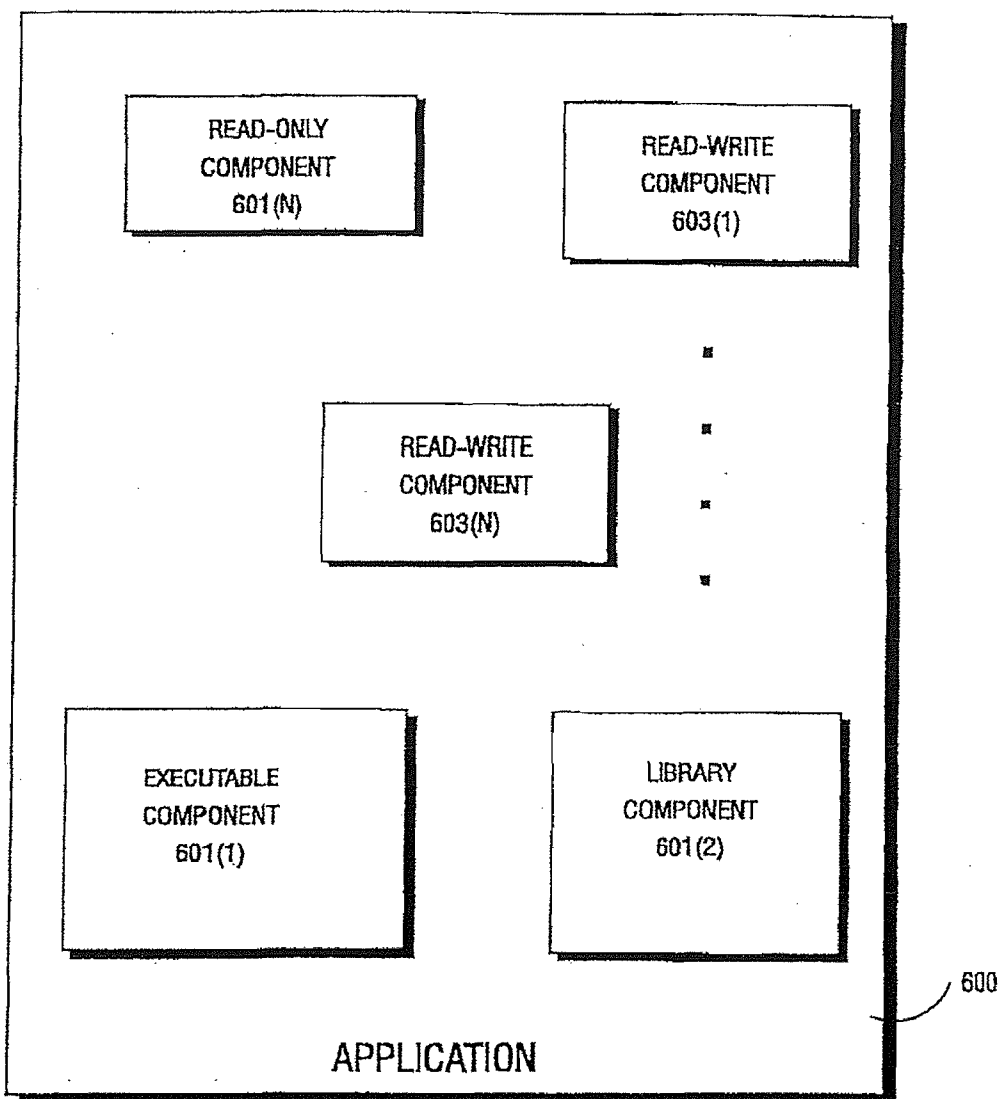 READ-ONLY
COMPONENT
601(N)
READ-WRITE
COMPONENT
603(1)
READ-WRITE
COMPONENT
603(N)
EXECUTABLE
COMPONENT
601(1)
LIBRARY
COMPONENT
601(2)
600
APPLICATION